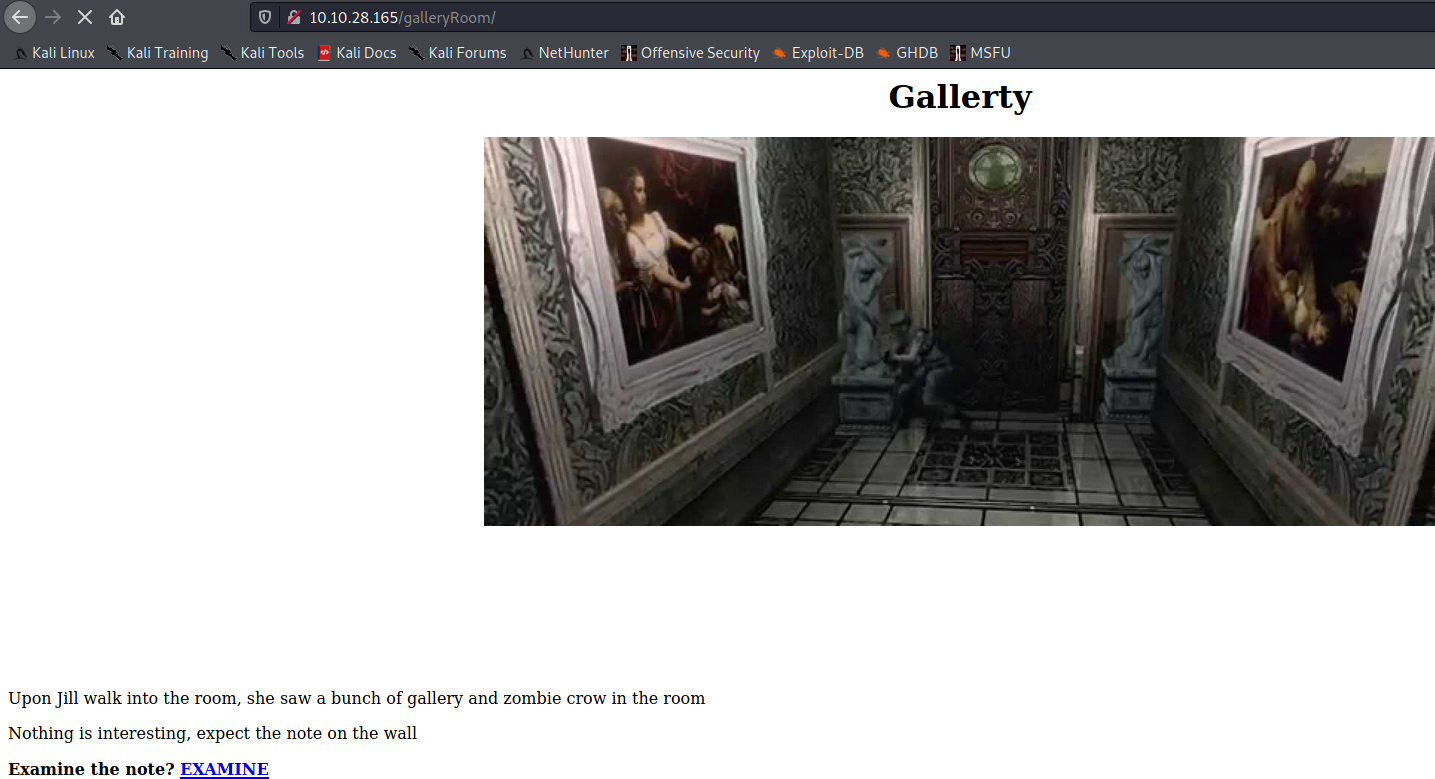 10.10.28.165/galleryRoom/
Kali Linux Kali Training Kali Tools Kali Docs Kali Forums NetHunter Offensive Security Exploit-DB GHDB MSFU
Gallerty
Upon Jill walk into the room, she saw a bunch of gallery and zombie crow in the room
Nothing is interesting, expect the note on the wall
Examine the note? EXAMINE